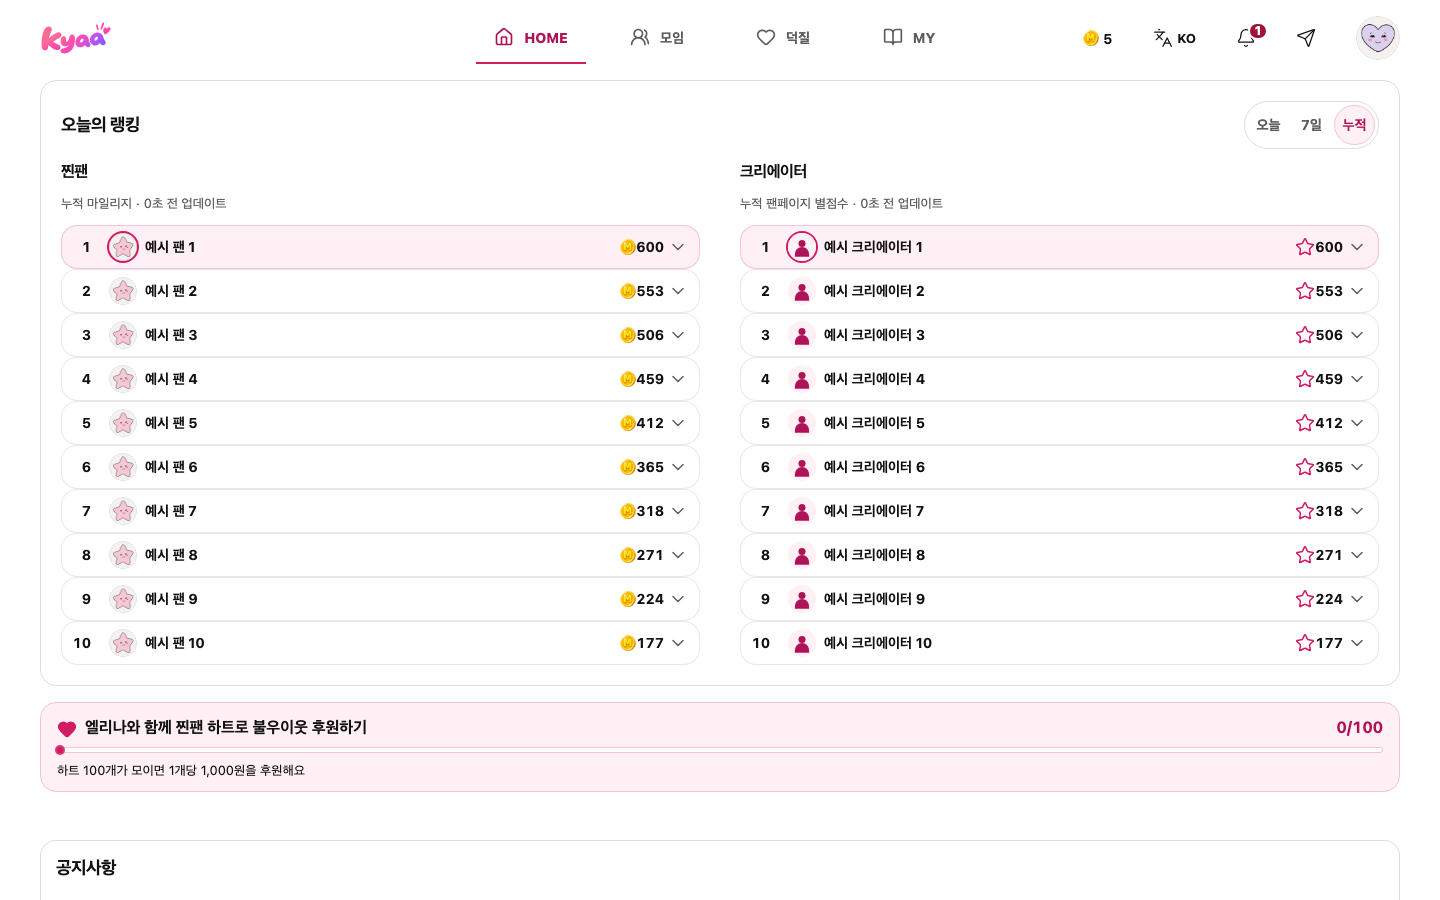 kyaa
HOME 모임 덕질 MY
5 KO 1
오늘의 랭킹
오늘 7일 누적
찐팬
누적 마일리지 · 0초 전 업데이트
1 예시 팬 1 600
2 예시 팬 2 553
3 예시 팬 3 506
4 예시 팬 4 459
5 예시 팬 5 412
6 예시 팬 6 365
7 예시 팬 7 318
8 예시 팬 8 271
9 예시 팬 9 224
10 예시 팬 10 177
크리에이터
누적 팬페이지 별점수 · 0초 전 업데이트
1 예시 크리에이터 1 600
2 예시 크리에이터 2 553
3 예시 크리에이터 3 506
4 예시 크리에이터 4 459
5 예시 크리에이터 5 412
6 예시 크리에이터 6 365
7 예시 크리에이터 7 318
8 예시 크리에이터 8 271
9 예시 크리에이터 9 224
10 예시 크리에이터 10 177
엘리나와 함께 찐팬 하트로 불우이웃 후원하기 0/100
하트 100개가 모이면 1개당 1,000원을 후원해요
공지사항